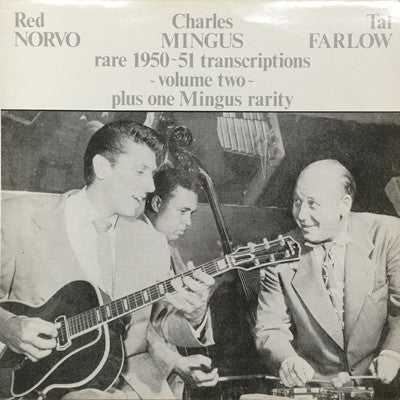 Red Charles Tal
NORVO MINGUS FARLOW
rare 1950-51 transcriptions
-volume two-
plus one Mingus rarity